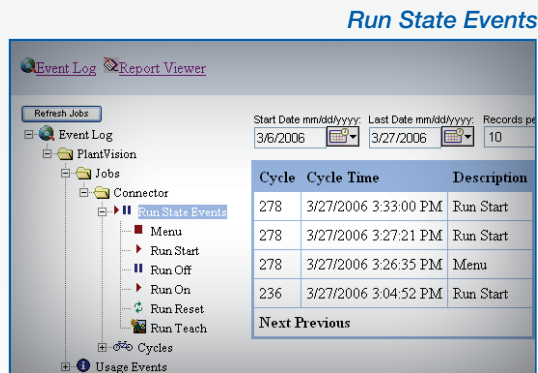 Run State Events
Event Log Report Viewer
Refresh Jobs
Start Date mm/dd/yyyy: Last Date mm/dd/yyyy: Records pe
3/6/2006 3/27/2006 10
Event Log
PlantVision
Jobs
Connector
Run State Events
Menu
Run Start
Run Off
Run On
Run Reset
Run Teach
Cycles
Usage Events
Cycle Cycle Time Description
278 3/27/2006 3:33:00 PM Run Start
278 3/27/2006 3:27:21 PM Run Start
278 3/27/2006 3:26:35 PM Menu
236 3/27/2006 3:04:52 PM Run Start
Next Previous